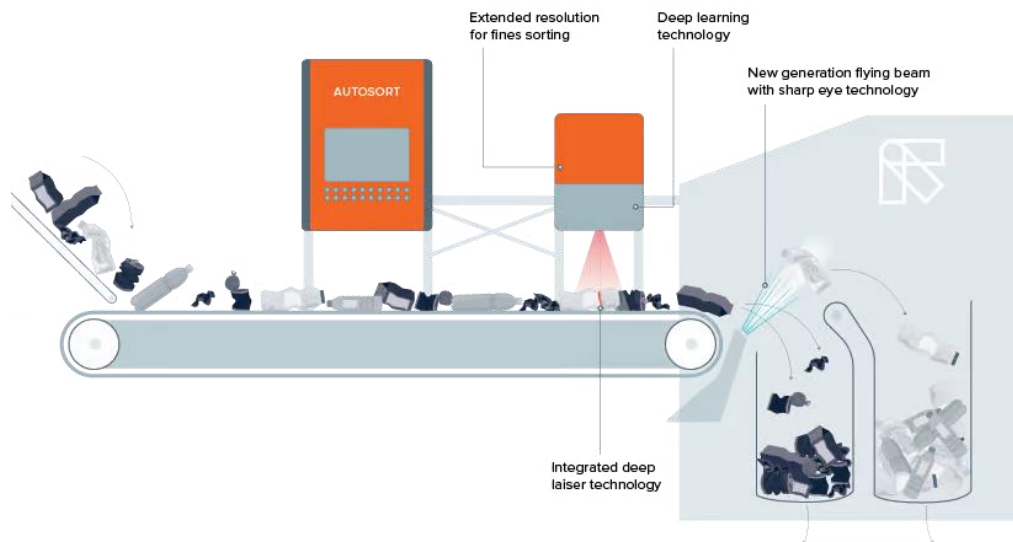 Extended resolution
for fines sorting
Deep learning
technology
New generation flying beam
with sharp eye technology
AUTOSORT
Integrated deep
laiser technology